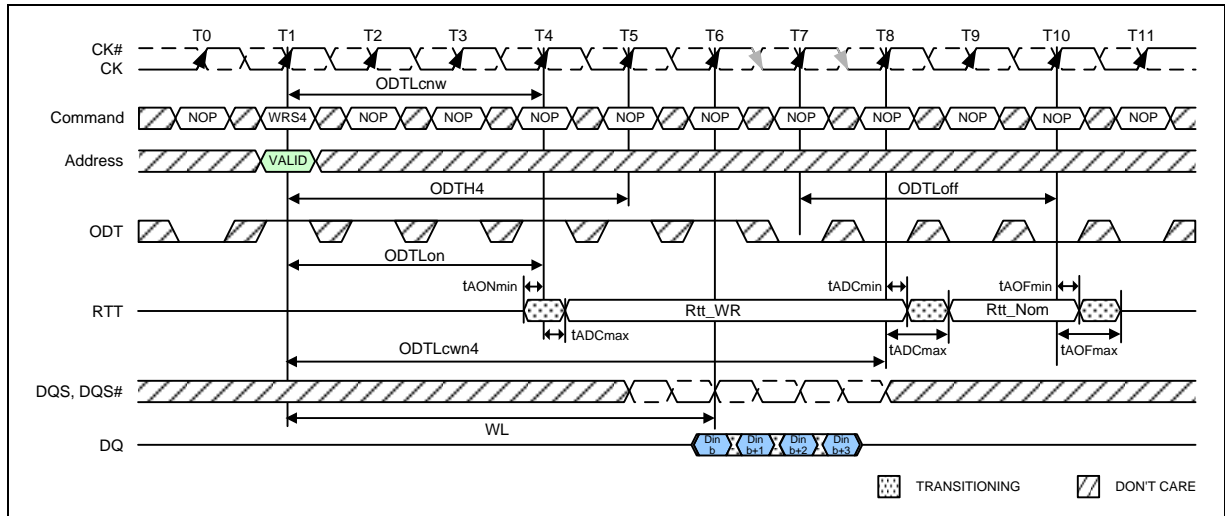 T0 T1 T2 T3 T4 T5 T6 T7 T8 T9 T10 T11
CK#
CK
ODTLcnw
Command NOP WRS4 NOP NOP NOP NOP NOP NOP NOP NOP NOP NOP
Address VALID
ODTH4 ODTLoff
ODT
ODTLon
tAONmin tADCmin tAOFmin
RTT Rtt_WR Rtt_Nom
tADCmax tADCmax tAOFmax
ODTLcwn4
DQS, DQS#
WL
DQ Din b Din b+1 Din b+2 Din b+3
TRANSITIONING DON'T CARE